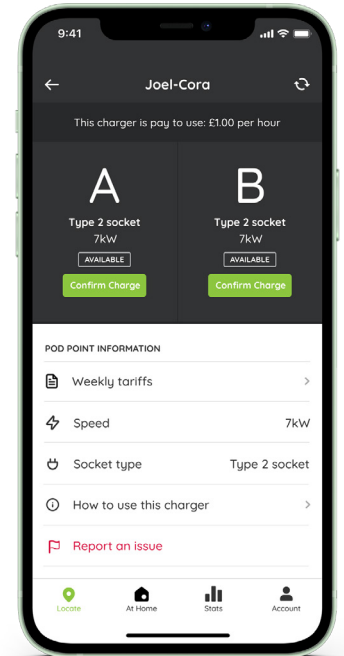 9:41
Joel-Cora
This charger is pay to use: £1.00 per hour
A B
Type 2 socket Type 2 socket
7kW 7kW
AVAILABLE AVAILABLE
Confirm Charge Confirm Charge
POD POINT INFORMATION
Weekly tariffs
Speed 7kW
Socket type Type 2 socket
How to use this charger
Report an issue
Locate At Home Stats Account